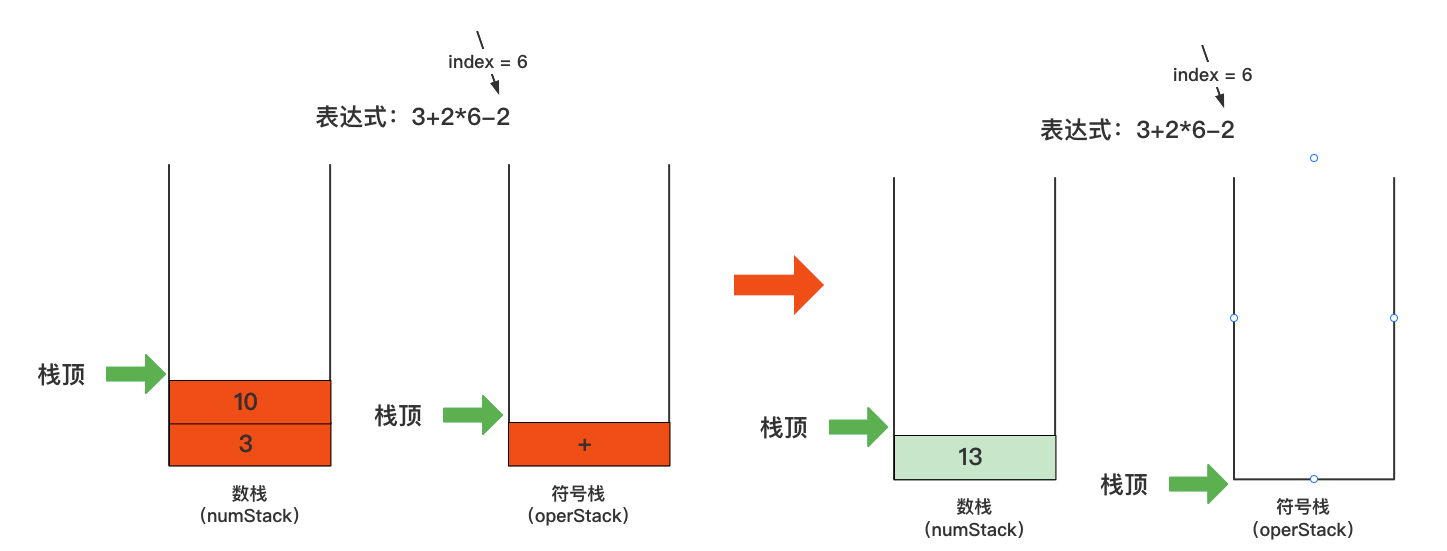 index = 6
表达式：3+2*6-2
栈顶
10
3
栈顶
+
数栈
（numStack）
符号栈
（operStack）
index = 6
表达式：3+2*6-2
栈顶
13
栈顶
数栈
（numStack）
符号栈
（operStack）